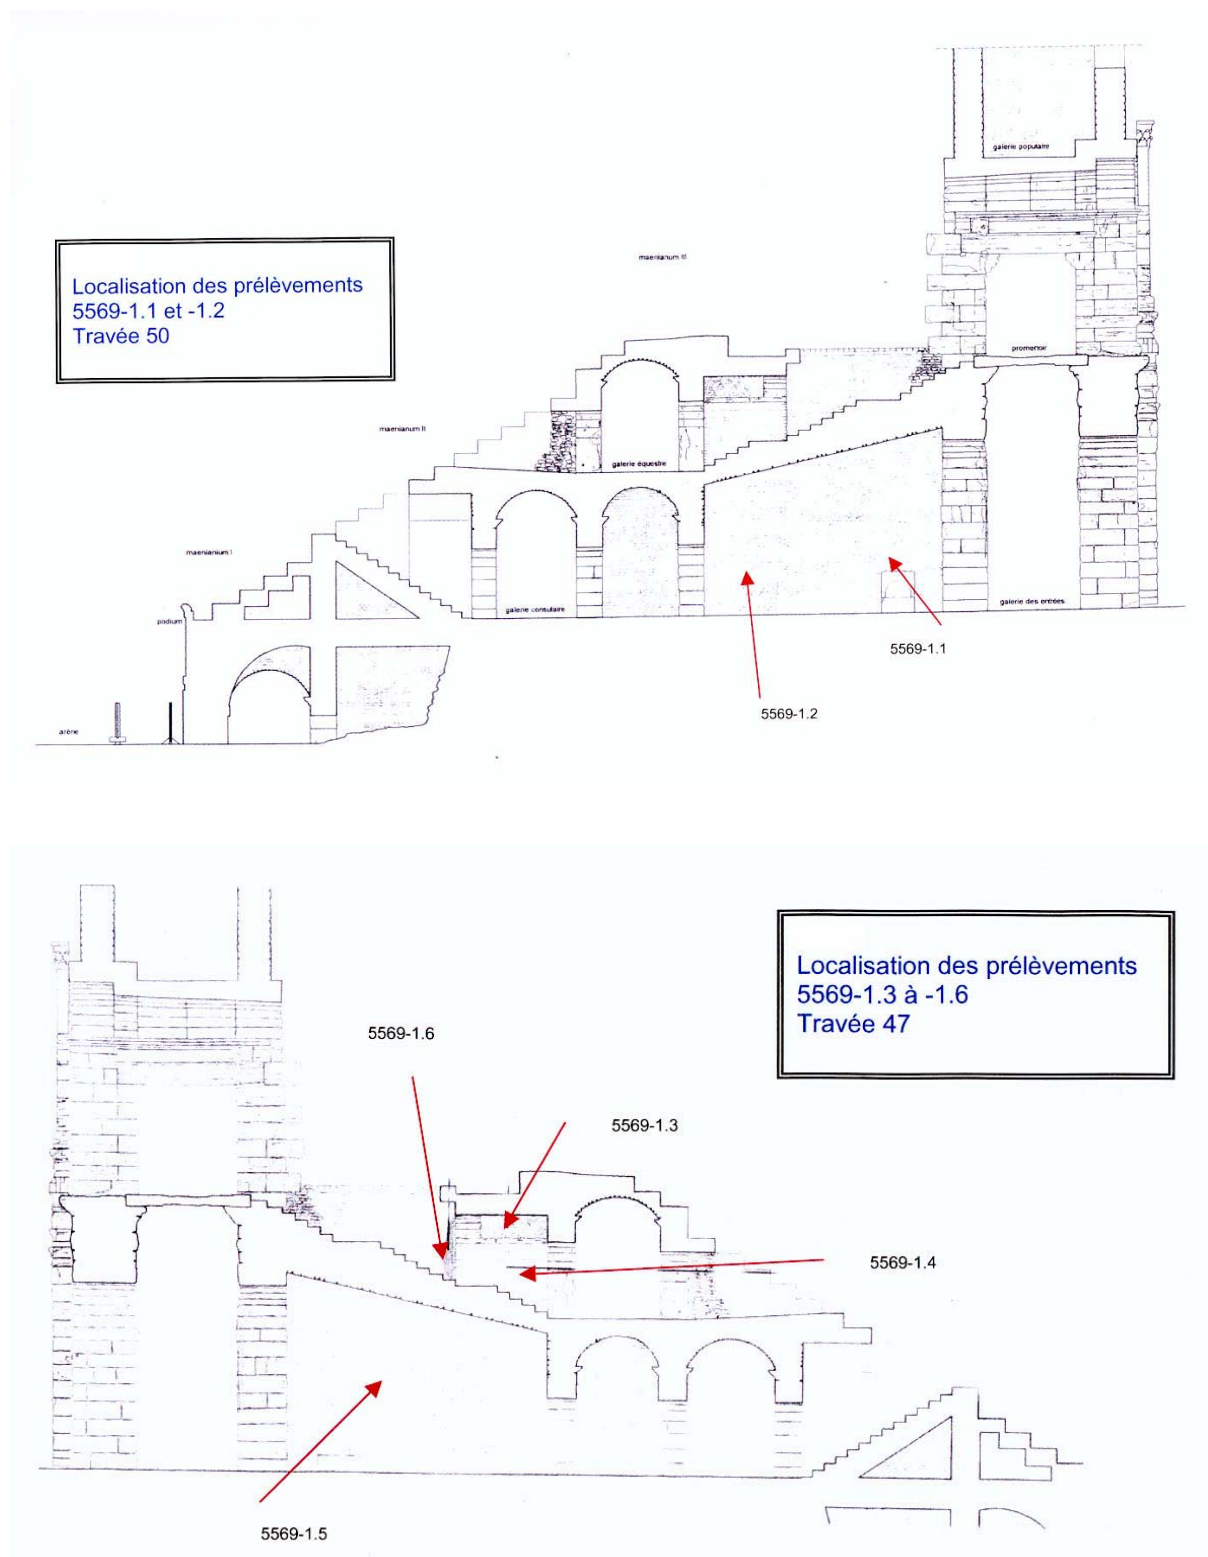 galerie populaire
Localisation des prélèvements
5569-1.1 et -1.2
Travée 50
maenianum III
promenoir
maenianum II
galerie équestre
maenianium I
galerie consulaire
galerie des entrées
podium
5569-1.1
5569-1.2
arène
Localisation des prélèvements
5569-1.3 à -1.6
Travée 47
5569-1.6
5569-1.3
5569-1.4
5569-1.5